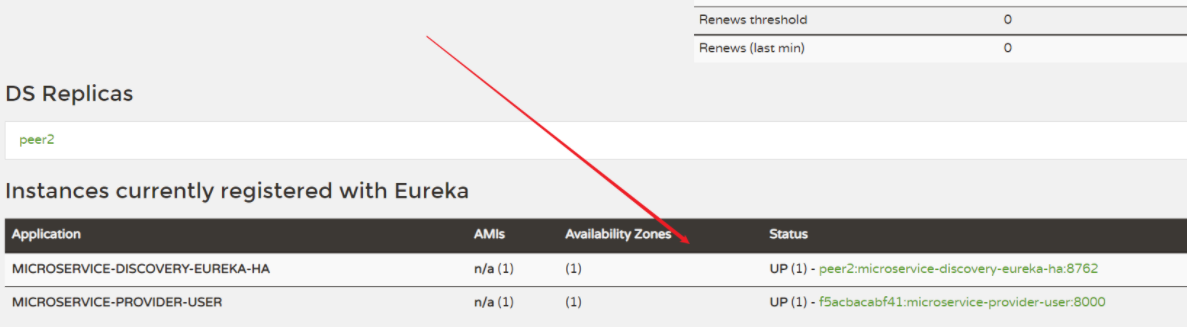 Renews threshold 0
Renews (last min) 0
DS Replicas
peer2
Instances currently registered with Eureka
Application AMIs Availability Zones Status
MICROSERVICE-DISCOVERY-EUREKA-HA n/a (1) (1) UP (1) - peer2:microservice-discovery-eureka-ha:8762
MICROSERVICE-PROVIDER-USER n/a (1) (1) UP (1) - f5acbacabf41:microservice-provider-user:8000